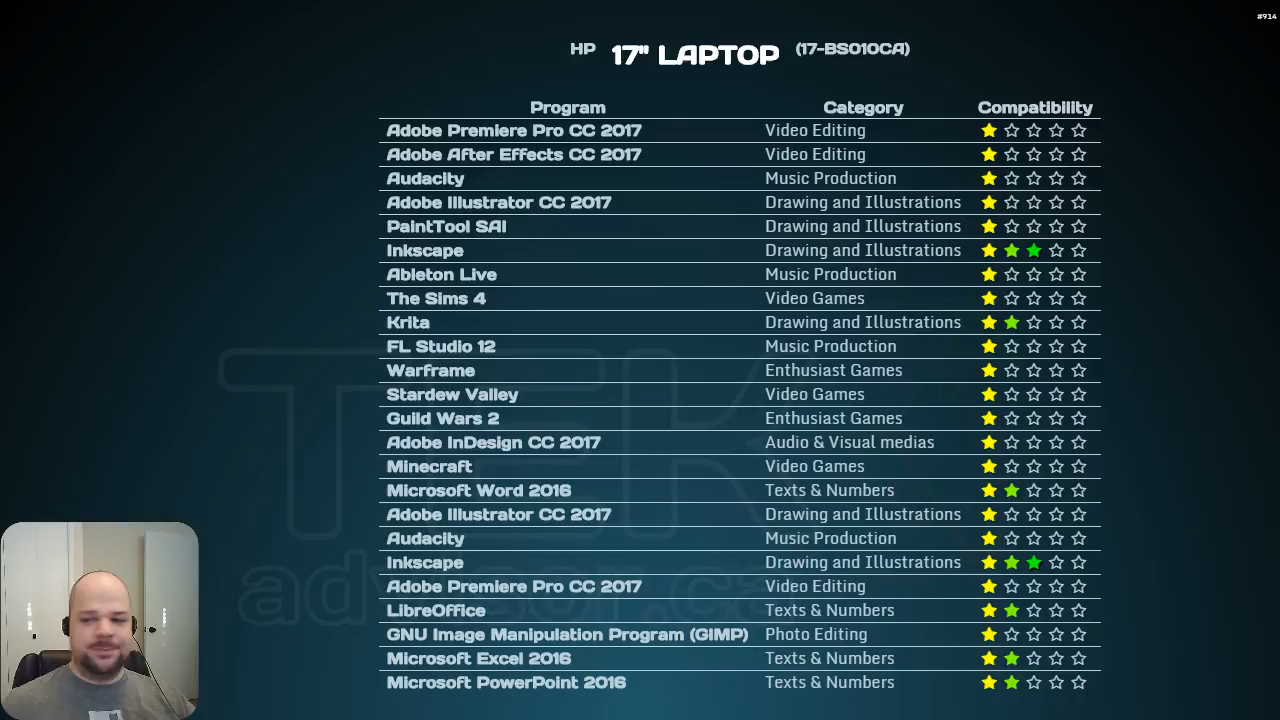 #914
HP 17" LAPTOP (17-BS010CA)
Program Category Compatibility
Adobe Premiere Pro CC 2017 Video Editing
Adobe After Effects CC 2017 Video Editing
Audacity Music Production
Adobe Illustrator CC 2017 Drawing and Illustrations
PaintTool SAI Drawing and Illustrations
Inkscape Drawing and Illustrations
Ableton Live Music Production
The Sims 4 Video Games
Krita Drawing and Illustrations
FL Studio 12 Music Production
Warframe Enthusiast Games
Stardew Valley Video Games
Guild Wars 2 Enthusiast Games
Adobe InDesign CC 2017 Audio & Visual medias
Minecraft Video Games
Microsoft Word 2016 Texts & Numbers
Adobe Illustrator CC 2017 Drawing and Illustrations
Audacity Music Production
Inkscape Drawing and Illustrations
Adobe Premiere Pro CC 2017 Video Editing
LibreOffice Texts & Numbers
GNU Image Manipulation Program (GIMP) Photo Editing
Microsoft Excel 2016 Texts & Numbers
Microsoft PowerPoint 2016 Texts & Numbers
TEK
advisor.ca